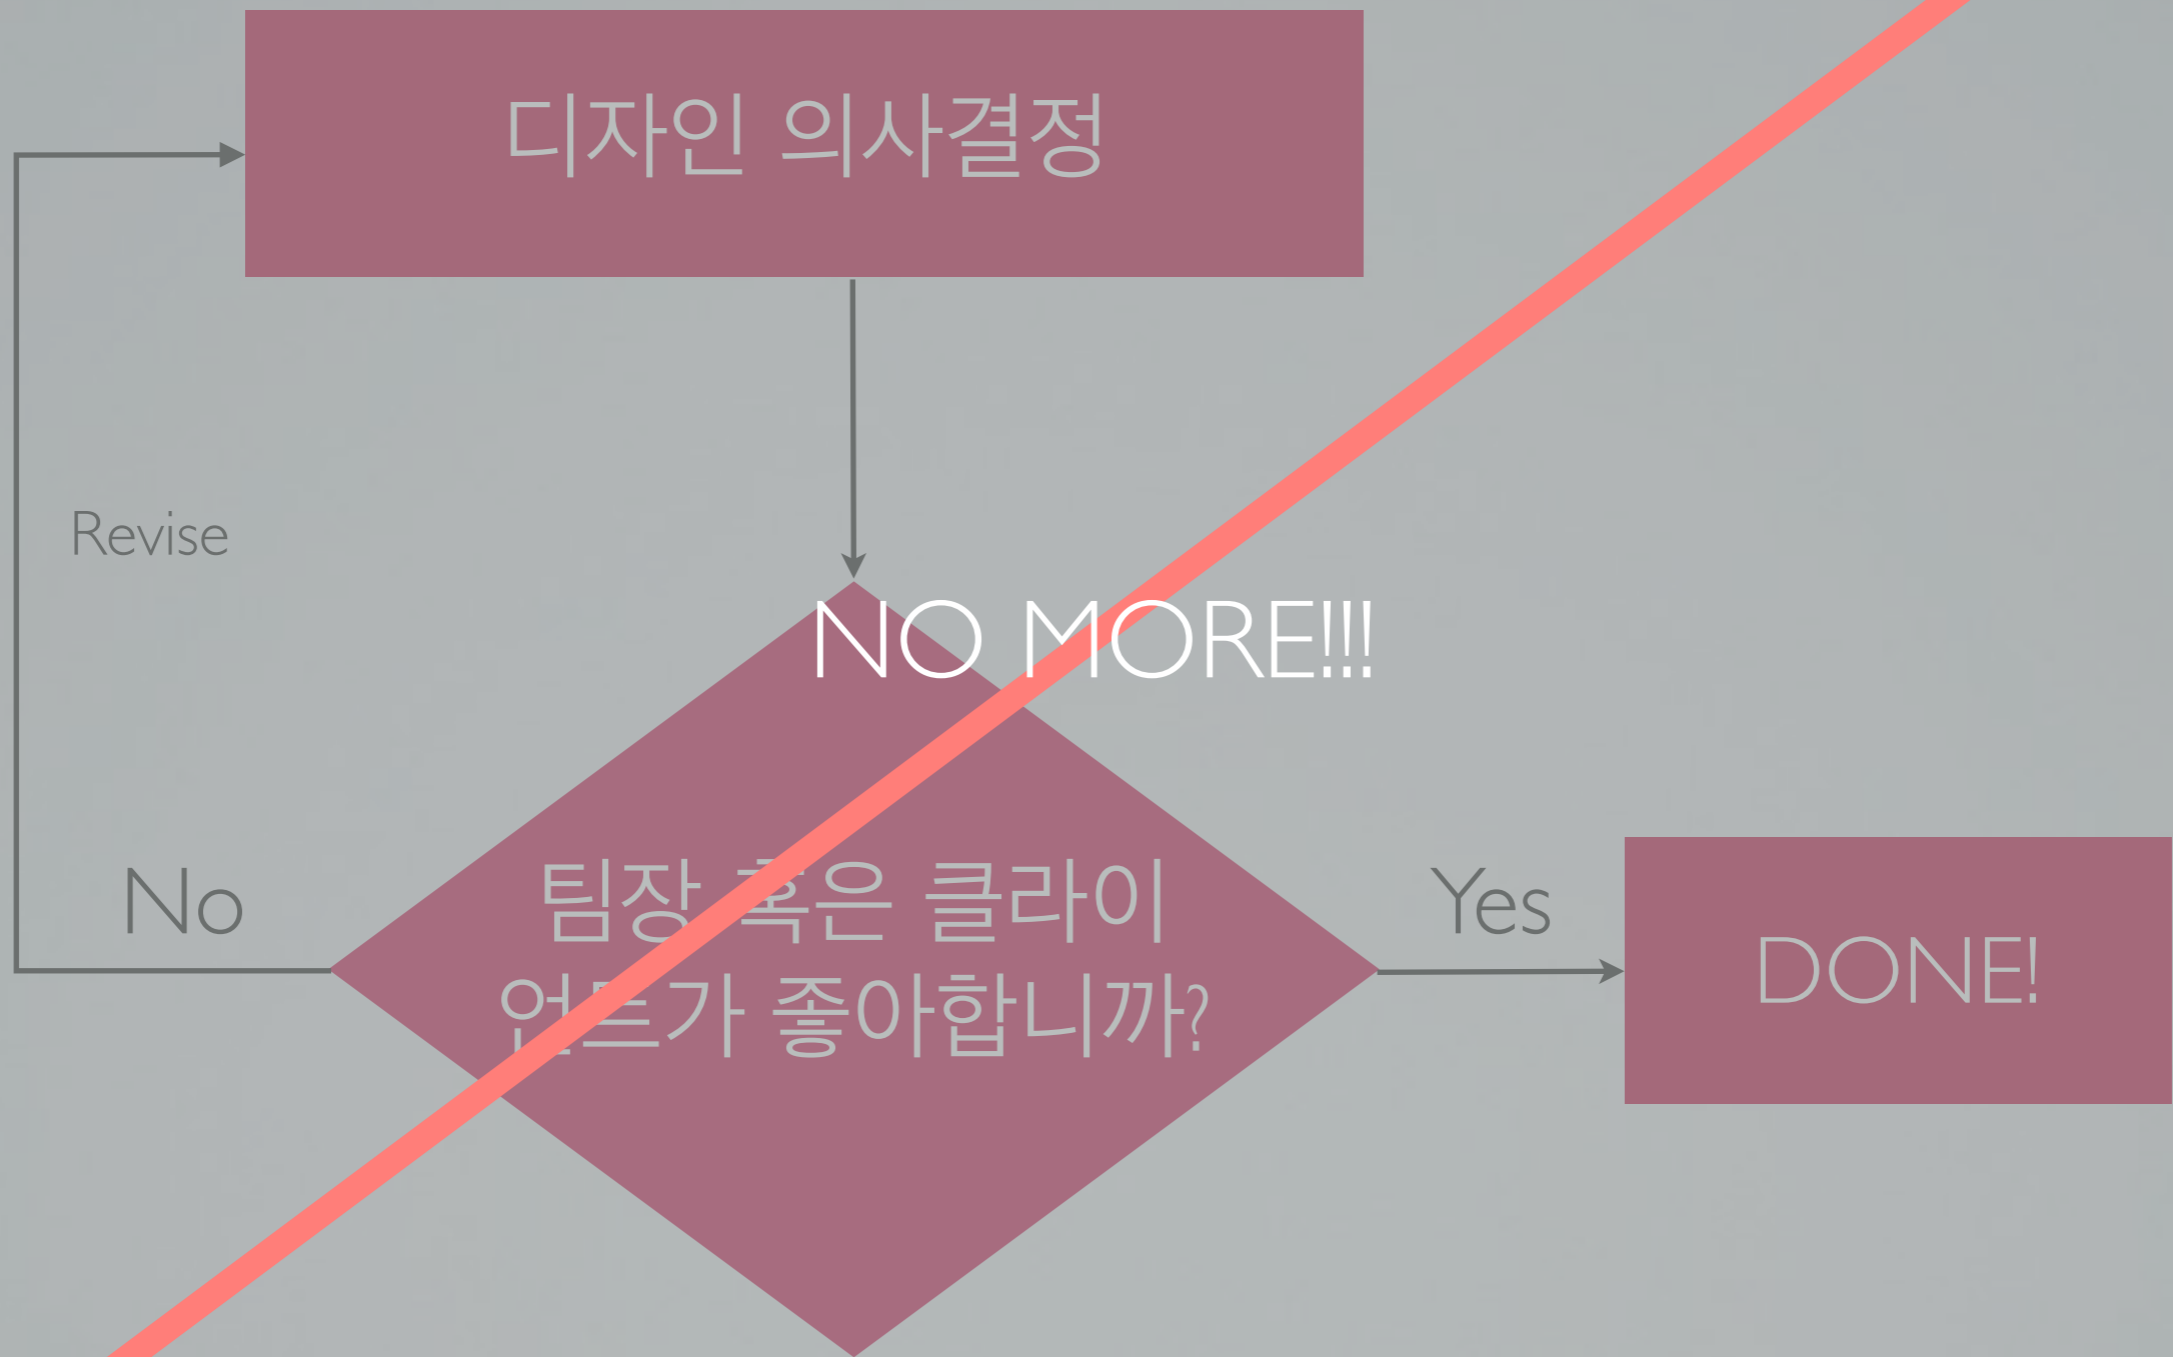 디자인 의사결정
Revise
NO MORE!!!
No
팀장 혹은 클라이
언트가 좋아합니까?
Yes
DONE!